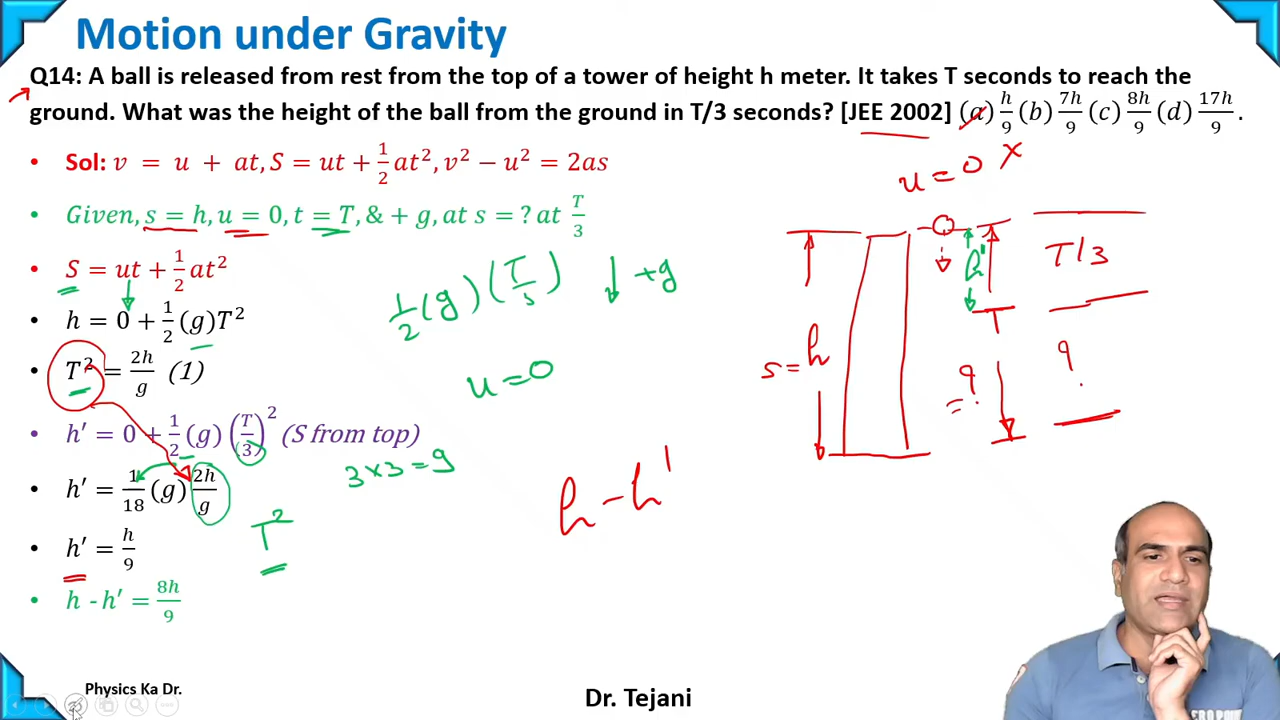 Motion under Gravity
Q14: A ball is released from rest from the top of a tower of height h meter. It takes T seconds to reach the
ground. What was the height of the ball from the ground in T/3 seconds? [JEE 2002] (a) h/9 (b) 7h/9 (c) 8h/9 (d) 17h/9 .
• Sol: v = u + at, S = ut + 1/2 at², v² − u² = 2as
u = 0 X
• Given, s = h, u = 0, t = T, & + g, at s = ? at T/3
T/3
h'
• S = ut + 1/2 at²
1/2 (g) (T/3)
+g
• h = 0 + 1/2 (g)T²
T
s = h
• T² = 2h/g (1)
u = 0
= ?
?
• h′ = 0 + 1/2 (g) (T/3)² (S from top)
3 × 3 = 9
• h′ = 1/18 (g) 2h/g
h − h'
T²
• h′ = h/9
• h - h′ = 8h/9
Physics Ka Dr.
Dr. Tejani